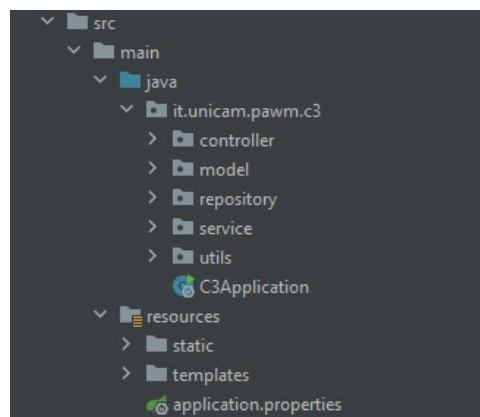 src
main
java
it.unicam.pawm.c3
controller
model
repository
service
utils
C3Application
resources
static
templates
application.properties